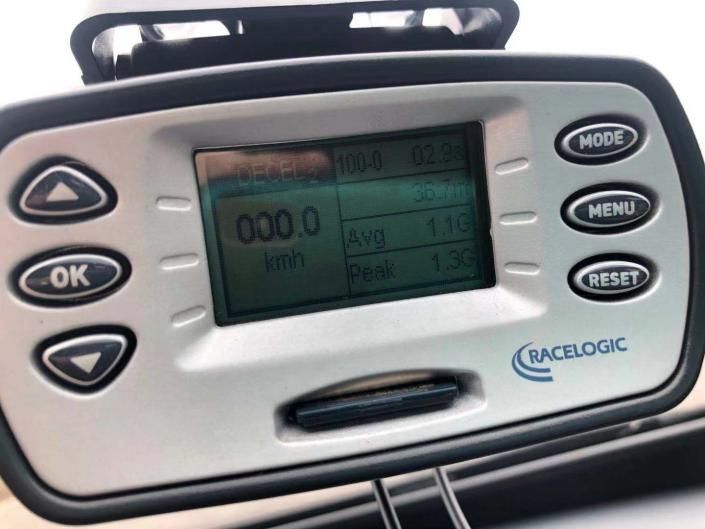 MODE
MENU
RESET
OK
DECEL 2
000.0
kmh
100-0 02.9s
36.7m
Avg 1.1G
Peak 1.3G
RACELOGIC